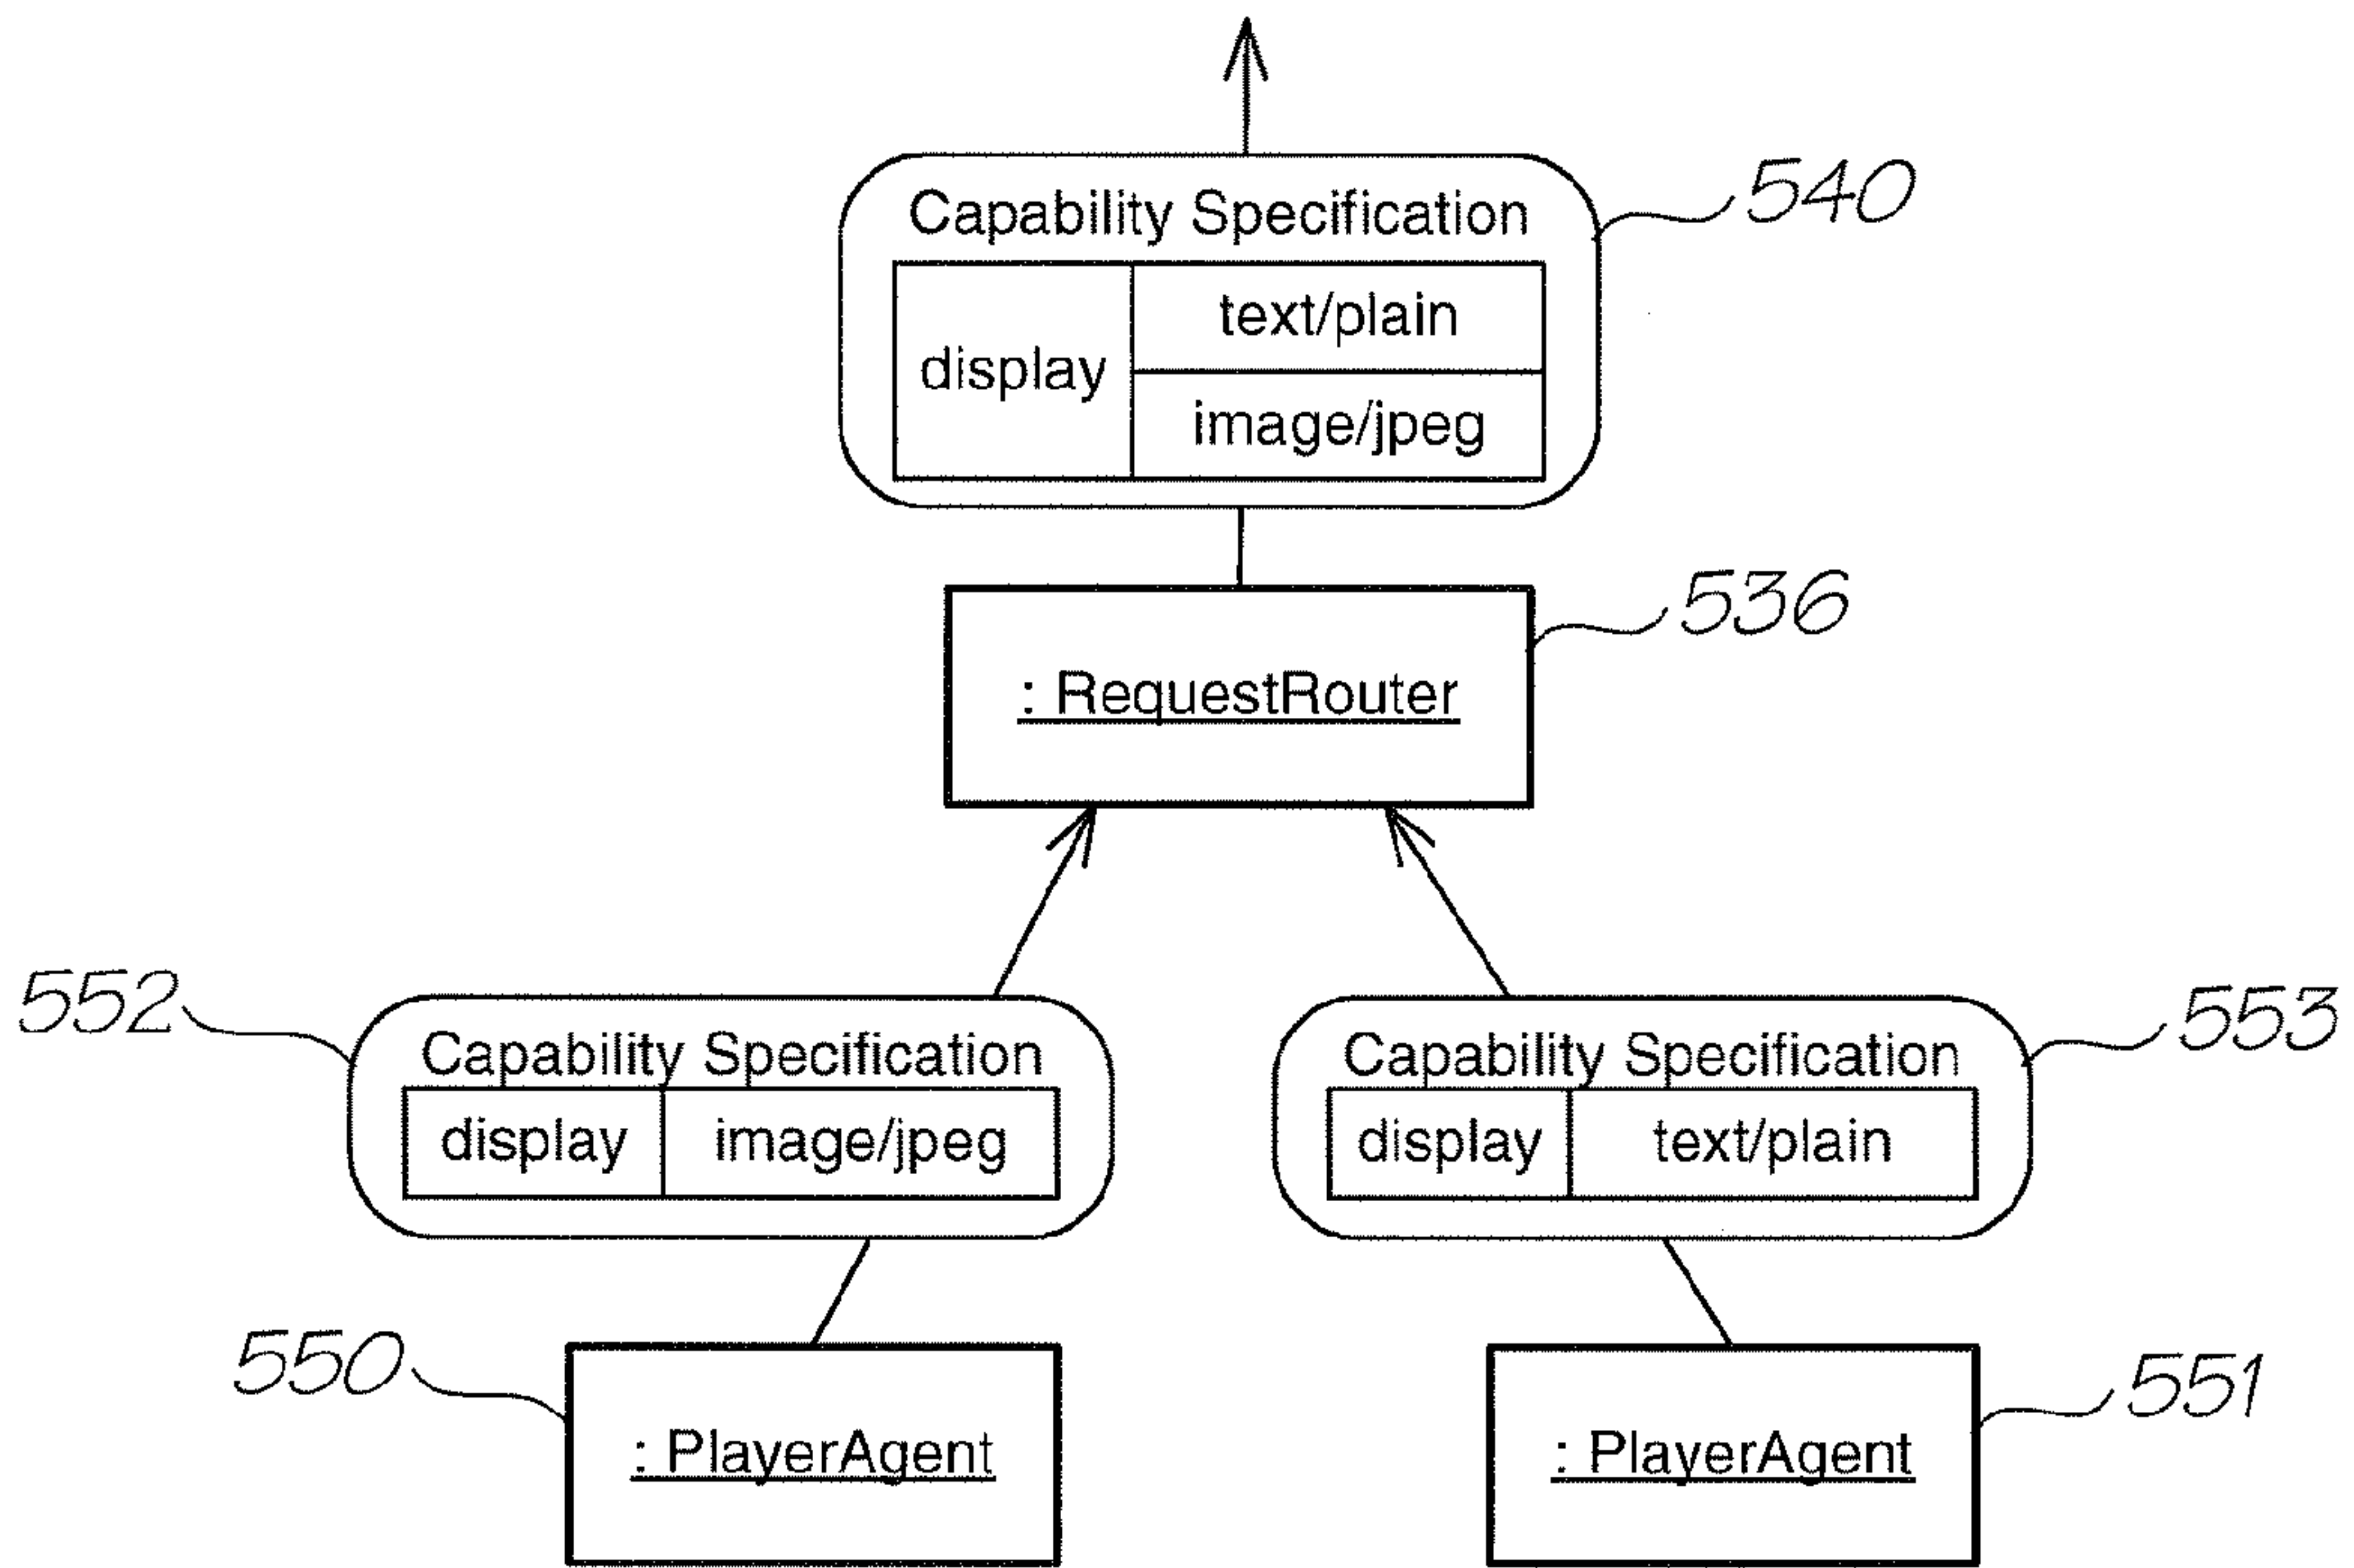 Capability Specification
540
display
text/plain
image/jpeg
536
: RequestRouter
552
Capability Specification
display
image/jpeg
553
Capability Specification
display
text/plain
550
: PlayerAgent
551
: PlayerAgent